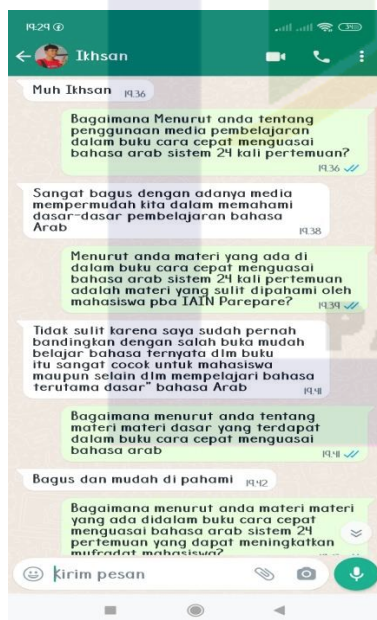 19.29
Ikhsan
Muh Ikhsan 19.36
Bagaimana Menurut anda tentang
penggunaan media pembelajaran
dalam buku cara cepat menguasai
bahasa arab sistem 24 kali pertemuan?
19.36
Sangat bagus dengan adanya media
mempermudah kita dalam memahami
dasar-dasar pembelajaran bahasa
Arab 19.38
Menurut anda materi yang ada di
dalam buku cara cepat menguasai
bahasa arab sistem 24 kali pertemuan
adalah materi yang sulit dipahami oleh
mahasiswa pba IAIN Parepare? 19.39
Tidak sulit karena saya sudah pernah
bandingkan dengan salah buka mudah
belajar bahasa ternyata dlm buku
itu sangat cocok untuk mahasiswa
maupun selain dlm mempelajari bahasa
terutama dasar" bahasa Arab 19.41
Bagaimana menurut anda tentang
materi materi dasar yang terdapat
dalam buku cara cepat menguasai
bahasa arab 19.41
Bagus dan mudah di pahami 19.42
Bagaimana menurut anda materi materi
yang ada didalam buku cara cepat
menguasai bahasa arab sistem 24
pertemuan yang dapat meningkatkan
mufradat mahasiswa?
Kirim pesan